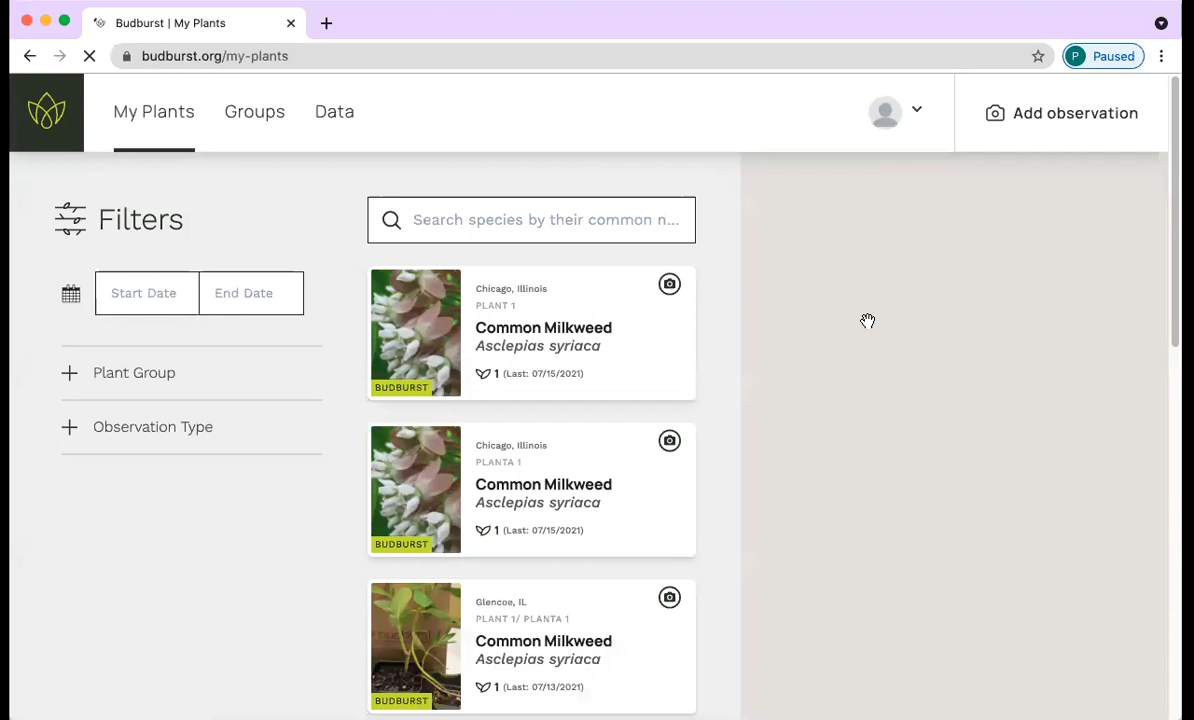 Budburst | My Plants
budburst.org/my-plants
P Paused
My Plants
Groups
Data
Add observation
Filters
Start Date
End Date
Plant Group
Observation Type
Search species by their common n...
Chicago, Illinois
PLANT 1
Common Milkweed
Asclepias syriaca
1 (Last: 07/15/2021)
BUDBURST
Chicago, Illinois
PLANTA 1
Common Milkweed
Asclepias syriaca
1 (Last: 07/15/2021)
BUDBURST
Glencoe, IL
PLANT 1/ PLANTA 1
Common Milkweed
Asclepias syriaca
1 (Last: 07/13/2021)
BUDBURST